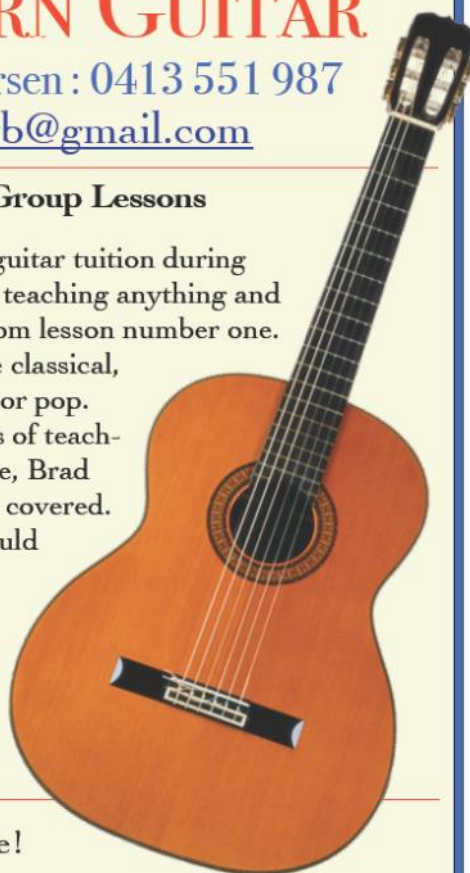 RN GUITAR
rsen : 0413 551 987
b@gmail.com
Group Lessons
guitar tuition during
teaching anything and
om lesson number one.
e classical,
or pop.
s of teach-
e, Brad
covered.
uld
e!